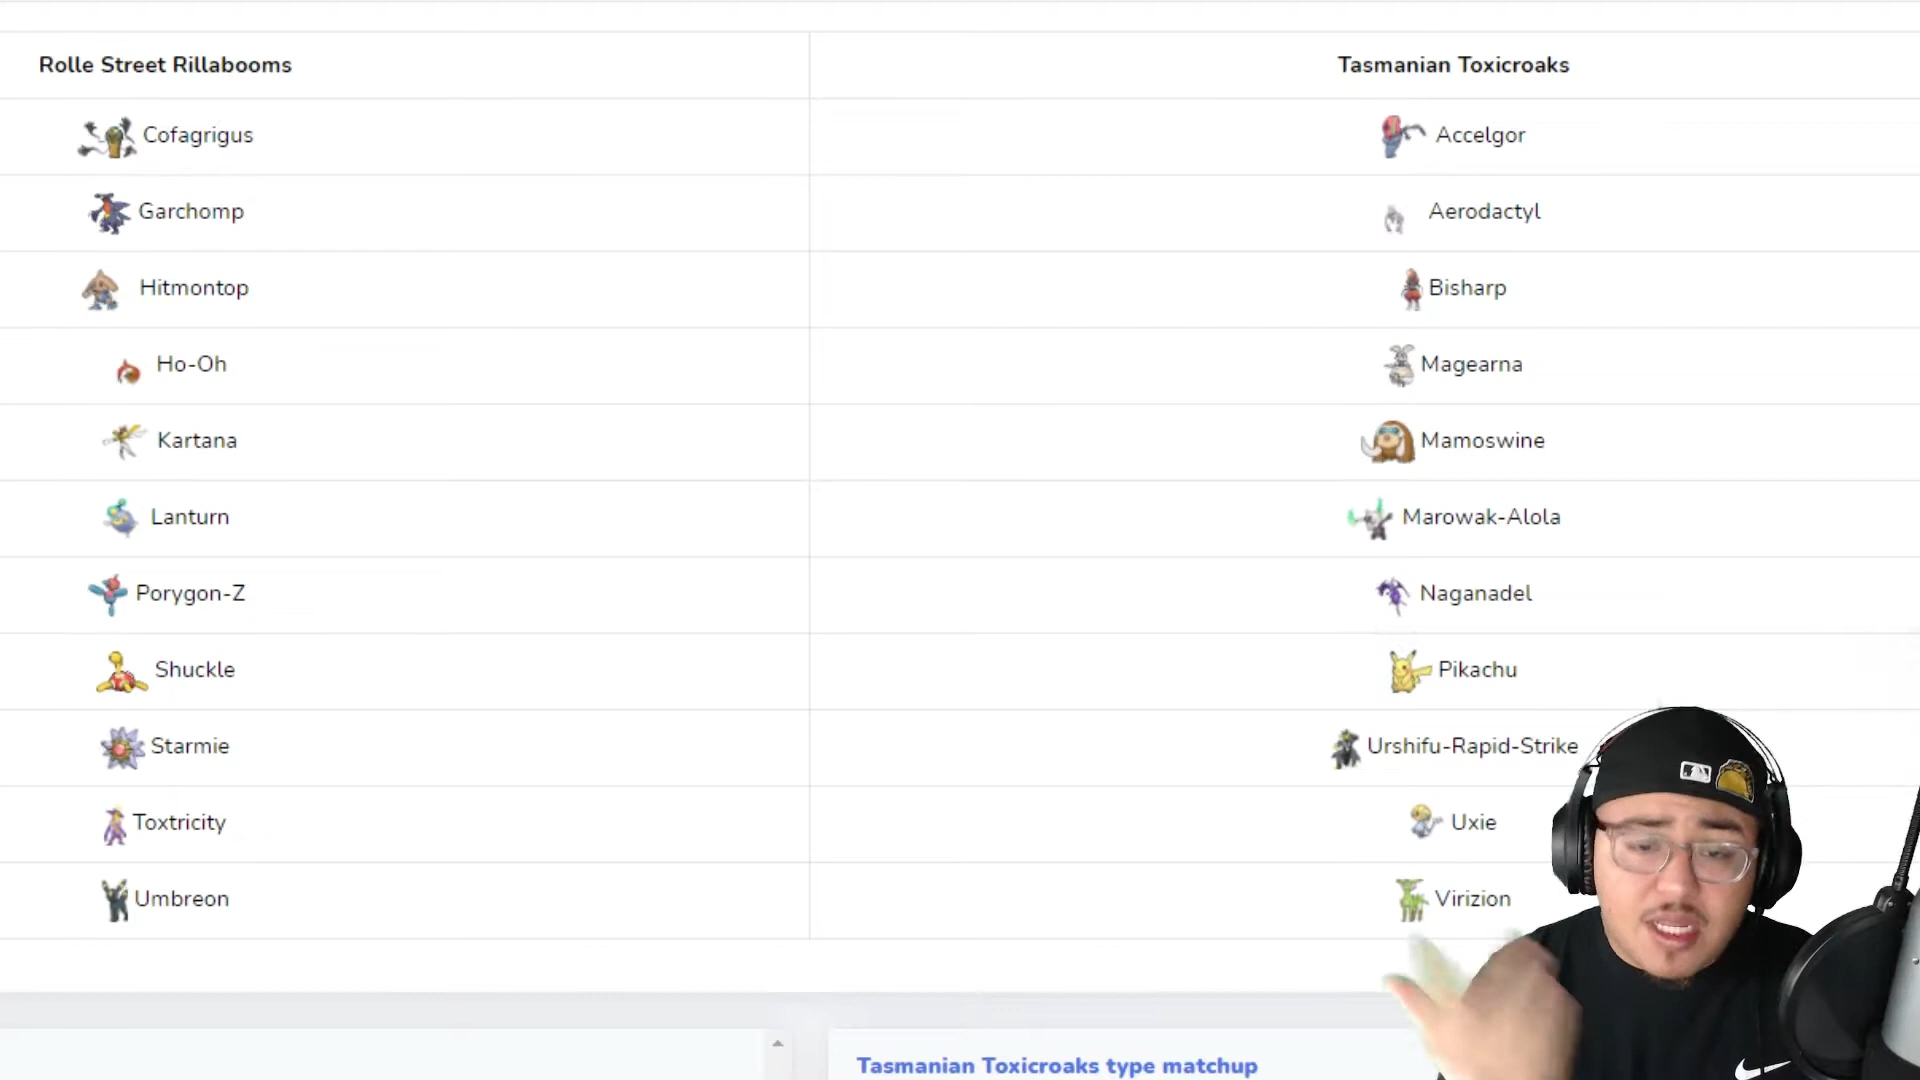 Rolle Street Rillabooms
Tasmanian Toxicroaks
Cofagrigus
Accelgor
Garchomp
Aerodactyl
Hitmontop
Bisharp
Ho-Oh
Magearna
Kartana
Mamoswine
Lanturn
Marowak-Alola
Porygon-Z
Naganadel
Shuckle
Pikachu
Starmie
Urshifu-Rapid-Strike
Toxtricity
Uxie
Umbreon
Virizion
Tasmanian Toxicroaks type matchup